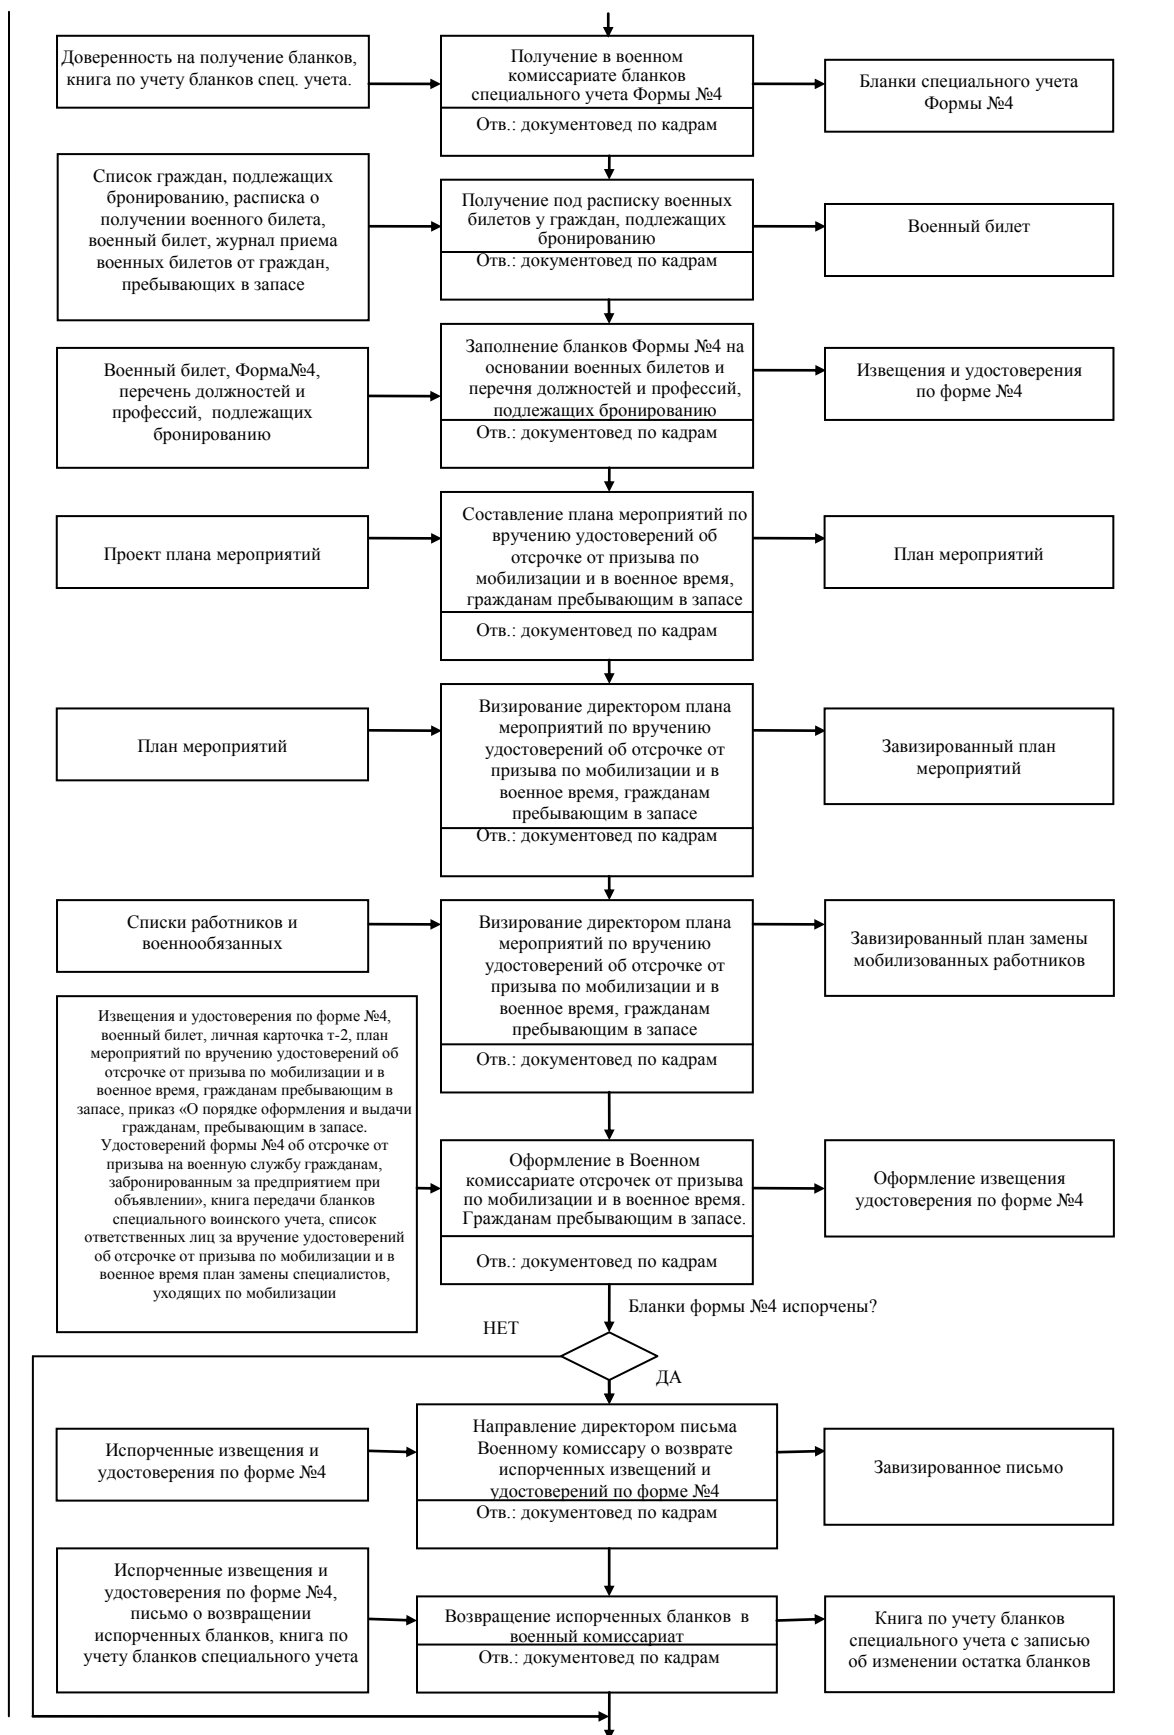 Доверенность на получение бланков,
книга по учету бланков спец. учета.
Получение в военном
комиссариате бланков
специального учета Формы №4
Отв.: документовед по кадрам
Бланки специального учета
Формы №4
Список граждан, подлежащих
бронированию, расписка о
получении военного билета,
военный билет, журнал приема
военных билетов от граждан,
пребывающих в запасе
Получение под расписку военных
билетов у граждан, подлежащих
бронированию
Отв.: документовед по кадрам
Военный билет
Военный билет, Форма№4,
перечень должностей и
профессий, подлежащих
бронированию
Заполнение бланков Формы №4 на
основании военных билетов и
перечня должностей и профессий,
подлежащих бронированию
Отв.: документовед по кадрам
Извещения и удостоверения
по форме №4
Проект плана мероприятий
Составление плана мероприятий по
вручению удостоверений об
отсрочке от призыва по
мобилизации и в военное время,
гражданам пребывающим в запасе
Отв.: документовед по кадрам
План мероприятий
План мероприятий
Визирование директором плана
мероприятий по вручению
удостоверений об отсрочке от
призыва по мобилизации и в
военное время, гражданам
пребывающим в запасе
Отв.: документовед по кадрам
Завизированный план
мероприятий
Списки работников и
военнообязанных
Визирование директором плана
мероприятий по вручению
удостоверений об отсрочке от
призыва по мобилизации и в
военное время, гражданам
пребывающим в запасе
Отв.: документовед по кадрам
Завизированный план замены
мобилизованных работников
Извещения и удостоверения по форме №4,
военный билет, личная карточка т-2, план
мероприятий по вручению удостоверений об
отсрочке от призыва по мобилизации и в
военное время, гражданам пребывающим в
запасе, приказ «О порядке оформления и выдачи
гражданам, пребывающим в запасе.
Удостоверений формы №4 об отсрочке от
призыва на военную службу гражданам,
забронированным за предприятием при
объявлении», книга передачи бланков
специального воинского учета, список
ответственных лиц за вручение удостоверений
об отсрочке от призыва по мобилизации и в
военное время план замены специалистов,
уходящих по мобилизации
Оформление в Военном
комиссариате отсрочек от призыва
по мобилизации и в военное время.
Гражданам пребывающим в запасе.
Отв.: документовед по кадрам
Оформление извещения
удостоверения по форме №4
Бланки формы №4 испорчены?
НЕТ
ДА
Испорченные извещения и
удостоверения по форме №4
Направление директором письма
Военному комиссару о возврате
испорченных извещений и
удостоверений по форме №4
Отв.: документовед по кадрам
Завизированное письмо
Испорченные извещения и
удостоверения по форме №4,
письмо о возвращении
испорченных бланков, книга по
учету бланков специального учета
Возвращение испорченных бланков в
военный комиссариат
Отв.: документовед по кадрам
Книга по учету бланков
специального учета с записью
об изменении остатка бланков